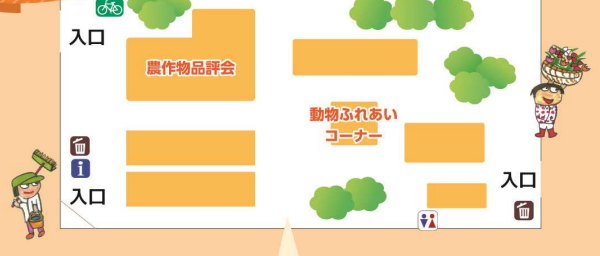 入口
農作物品評会
動物ふれあい
コーナー
i
入口
入口